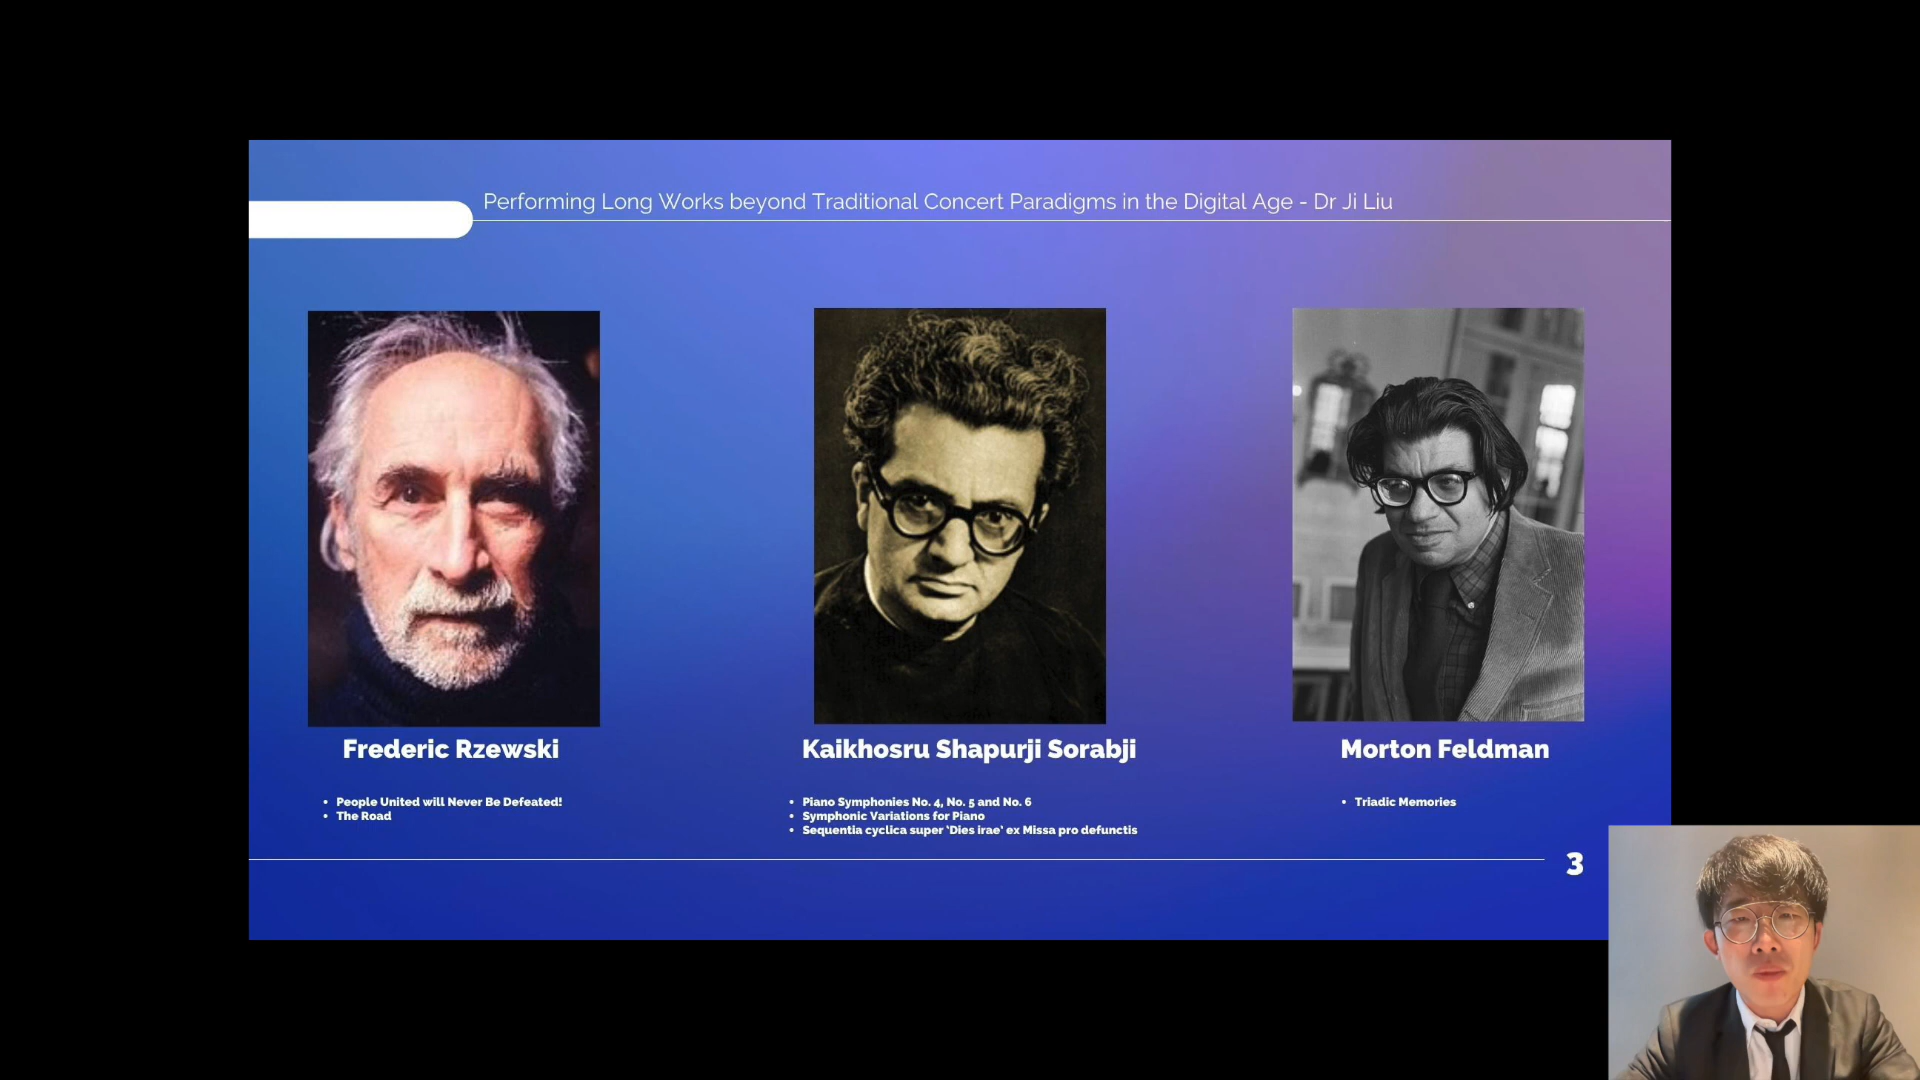 Performing Long Works beyond Traditional Concert Paradigms in the Digital Age - Dr Ji Liu
Frederic Rzewski
• People United will Never Be Defeated!
• The Road
Kaikhosru Shapurji Sorabji
• Piano Symphonies No. 4, No. 5 and No. 6
• Symphonic Variations for Piano
• Sequentia cyclica super 'Dies irae' ex Missa pro defunctis
Morton Feldman
• Triadic Memories
3